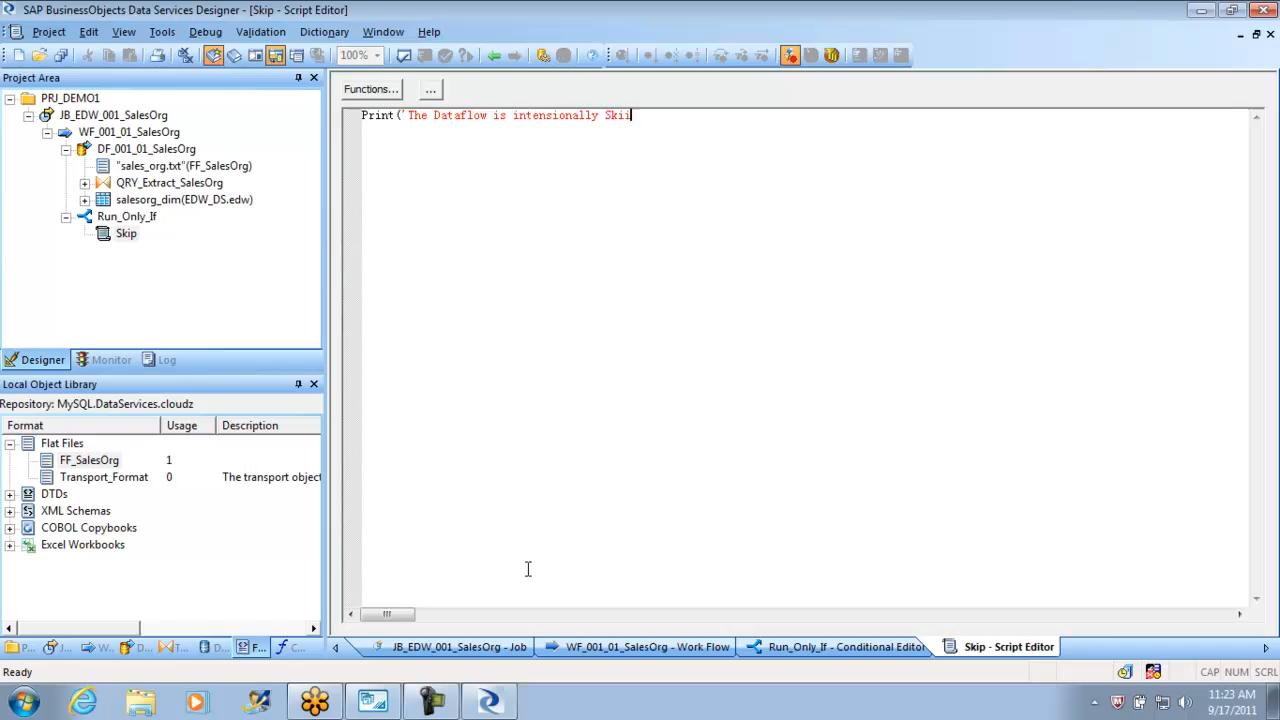 SAP BusinessObjects Data Services Designer - [Skip - Script Editor]
Project Edit View Tools Debug Validation Dictionary Window Help
100%
Project Area
PRJ_DEMO1
JB_EDW_001_SalesOrg
WF_001_01_SalesOrg
DF_001_01_SalesOrg
"sales_org.txt"(FF_SalesOrg)
QRY_Extract_SalesOrg
salesorg_dim(EDW_DS.edw)
Run_Only_If
Skip
Designer Monitor Log
Functions... ...
Print('The Dataflow is intensionally Skii
Local Object Library
Repository: MySQL.DataServices.cloudz
Format Usage Description
Flat Files
FF_SalesOrg 1
Transport_Format 0 The transport object
DTDs
XML Schemas
COBOL Copybooks
Excel Workbooks
P... J... W... D... T... D... F... C...
JB_EDW_001_SalesOrg - Job WF_001_01_SalesOrg - Work Flow Run_Only_If - Conditional Editor Skip - Script Editor
Ready
CAP NUM SCRL
11:23 AM
9/17/2011